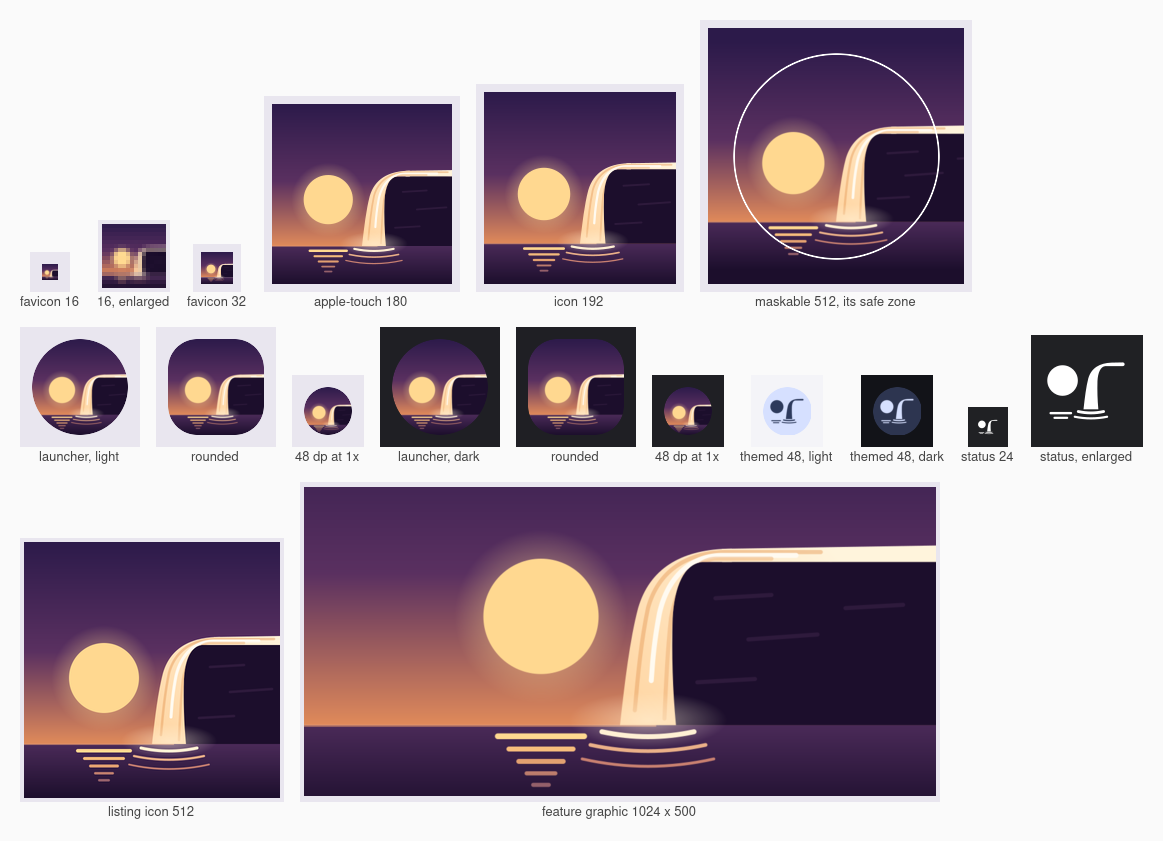 favicon 16
16, enlarged
favicon 32
apple-touch 180
icon 192
maskable 512, its safe zone
launcher, light
rounded
48 dp at 1x
launcher, dark
rounded
48 dp at 1x
themed 48, light
themed 48, dark
status 24
status, enlarged
listing icon 512
feature graphic 1024 x 500